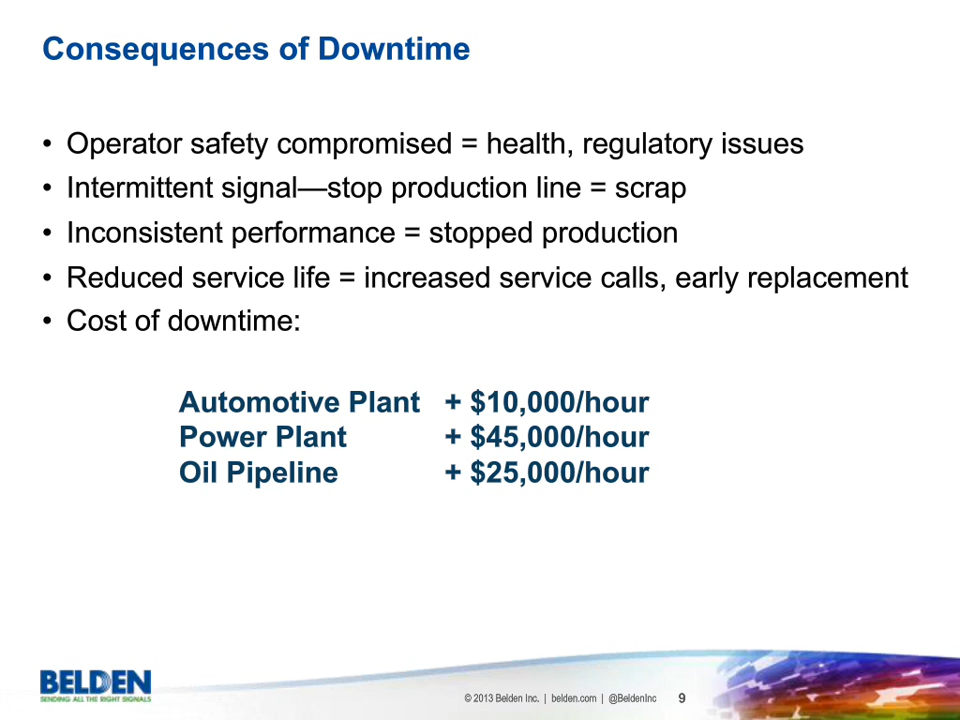 Consequences of Downtime
• Operator safety compromised = health, regulatory issues
• Intermittent signal—stop production line = scrap
• Inconsistent performance = stopped production
• Reduced service life = increased service calls, early replacement
• Cost of downtime:
Automotive Plant + $10,000/hour
Power Plant + $45,000/hour
Oil Pipeline + $25,000/hour
BELDEN
SENDING ALL THE RIGHT SIGNALS
© 2013 Belden Inc. | belden.com | @BeldenInc 9